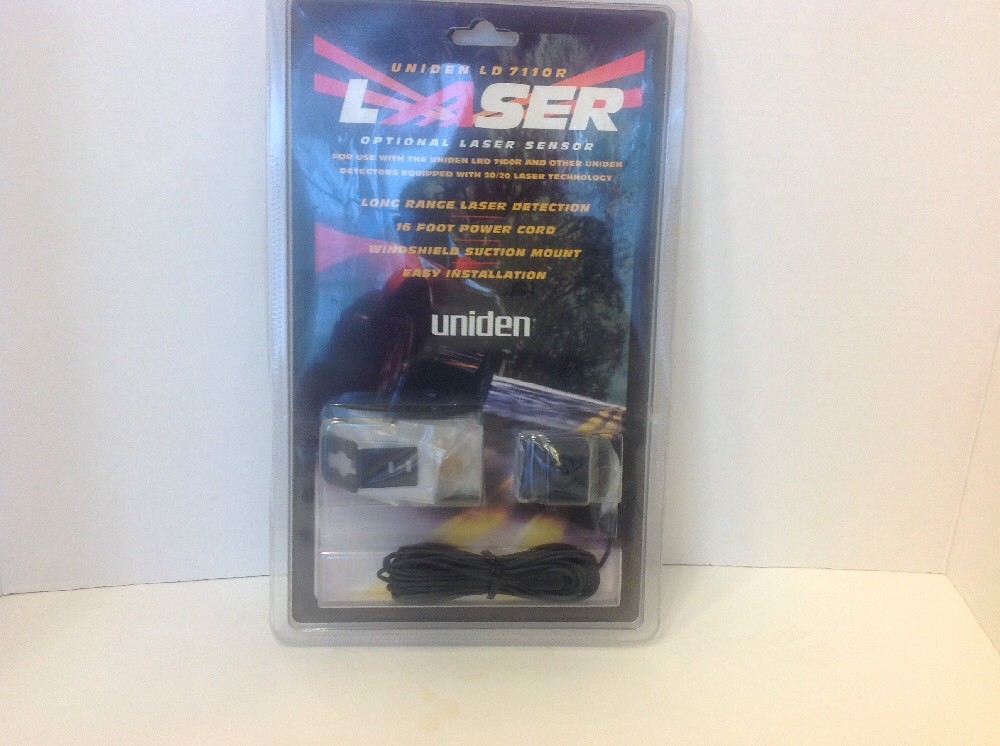 UNIDEN LD 7110R
LASER
OPTIONAL LASER SENSOR
FOR USE WITH THE UNIDEN LRD 7100R AND OTHER UNIDEN
DETECTORS EQUIPPED WITH 20/20 LASER TECHNOLOGY
LONG RANGE LASER DETECTION
16 FOOT POWER CORD
WINDSHIELD SUCTION MOUNT
EASY INSTALLATION
uniden